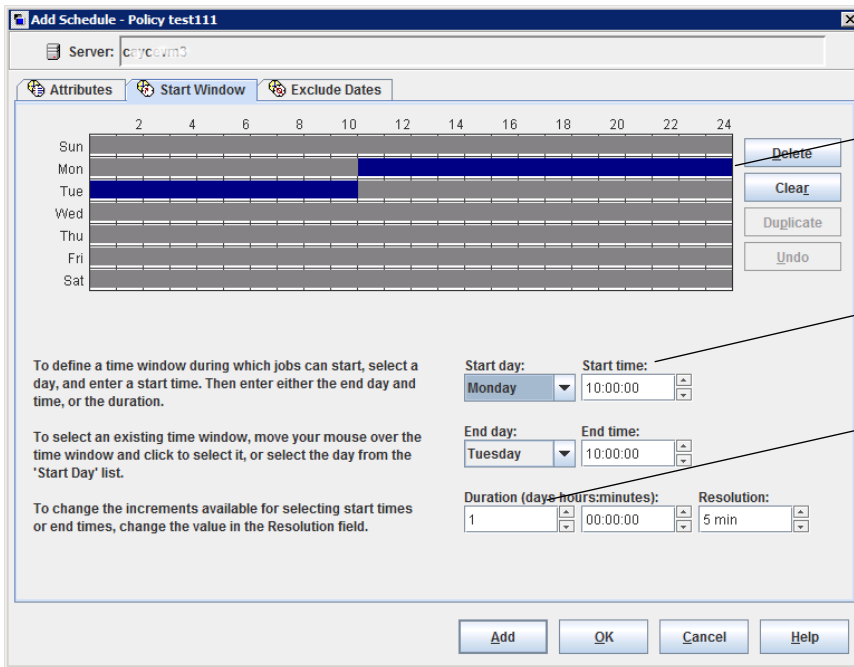 Add Schedule - Policy test111
Server:
Attributes Start Window Exclude Dates
2 4 6 8 10 12 14 16 18 20 22 24
Sun
Mon
Tue
Wed
Thu
Fri
Sat
Delete
Clear
Duplicate
Undo
To define a time window during which jobs can start, select a
day, and enter a start time. Then enter either the end day and
time, or the duration.
To select an existing time window, move your mouse over the
time window and click to select it, or select the day from the
'Start Day' list.
To change the increments available for selecting start times
or end times, change the value in the Resolution field.
Start day: Start time:
Monday 10:00:00
End day: End time:
Tuesday 10:00:00
Duration (days hours:minutes): Resolution:
1 00:00:00 5 min
Add OK Cancel Help